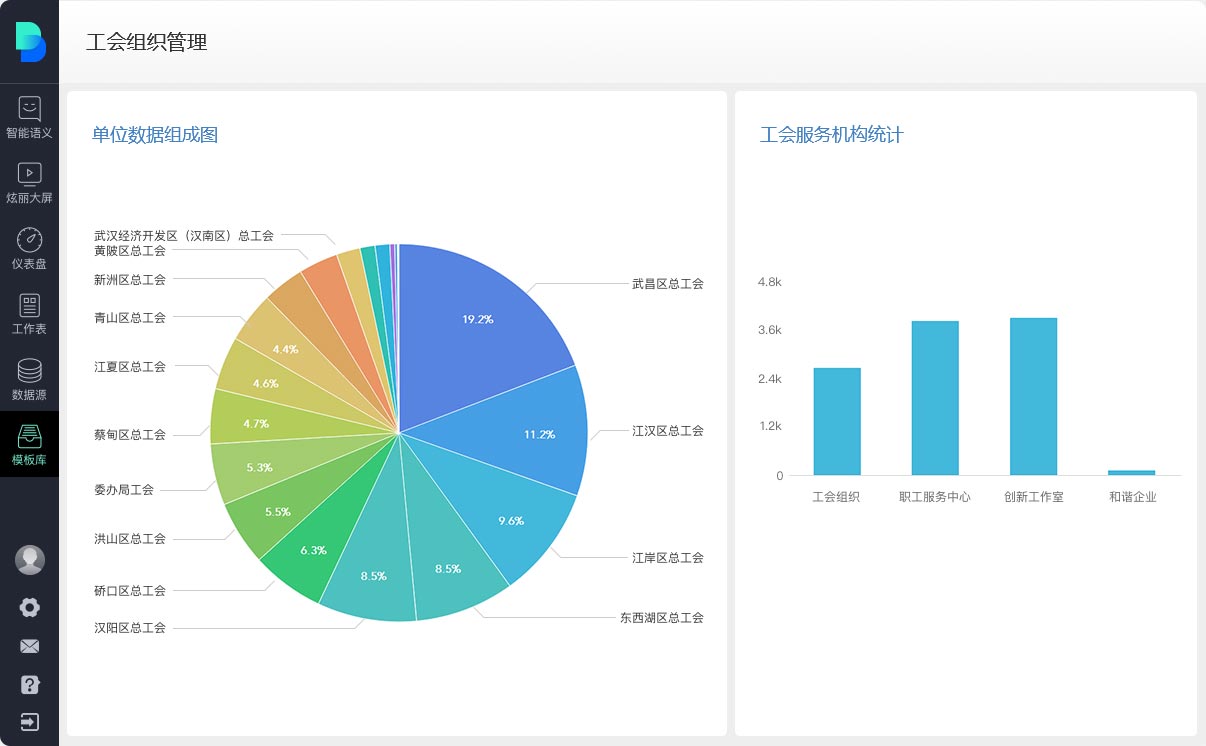 工会组织管理
智能语义
炫丽大屏
仪表盘
工作表
数据源
模板库
单位数据组成图
武汉经济开发区（汉南区）总工会
黄陂区总工会
新洲区总工会
青山区总工会
江夏区总工会
蔡甸区总工会
委办局工会
洪山区总工会
硚口区总工会
汉阳区总工会
武昌区总工会
江汉区总工会
江岸区总工会
东西湖区总工会
19.2%
11.2%
9.6%
8.5%
8.5%
6.3%
5.5%
5.3%
4.7%
4.6%
4.4%
工会服务机构统计
4.8k
3.6k
2.4k
1.2k
0
工会组织
职工服务中心
创新工作室
和谐企业